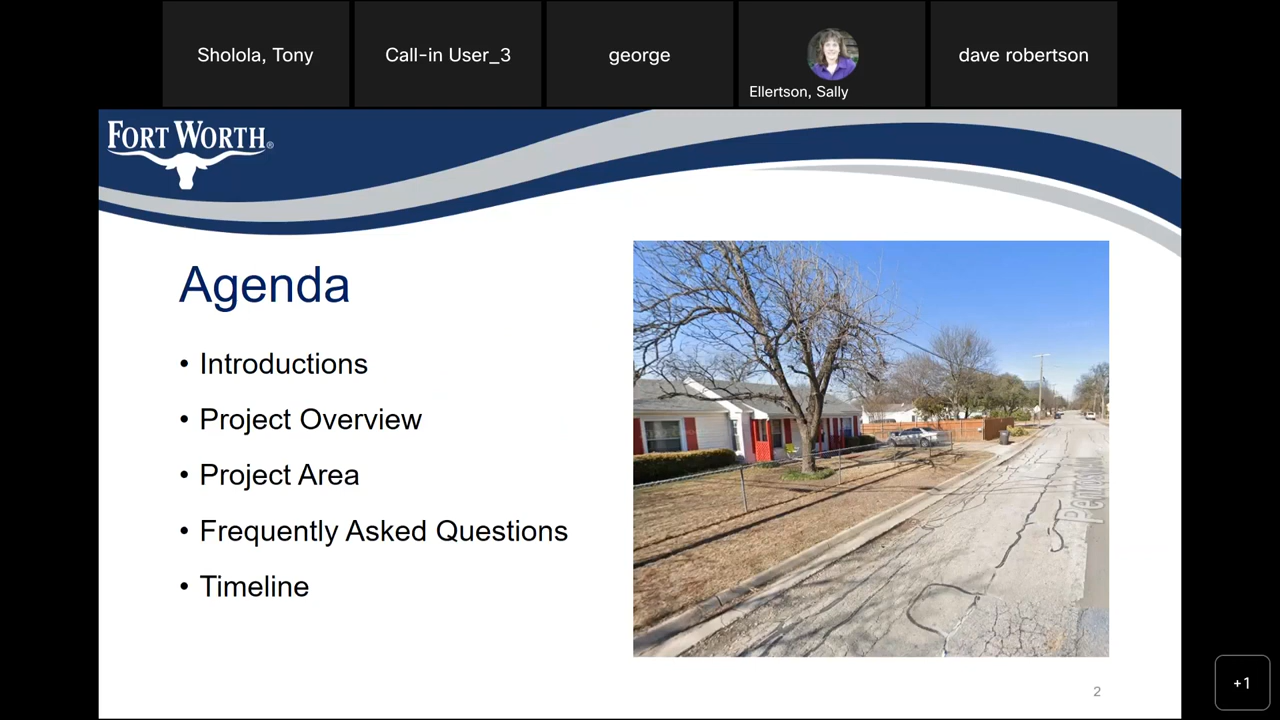 Sholola, Tony
Call-in User_3
george
Ellertson, Sally
dave robertson
FORT WORTH®
Agenda
• Introductions
• Project Overview
• Project Area
• Frequently Asked Questions
• Timeline
2
+1